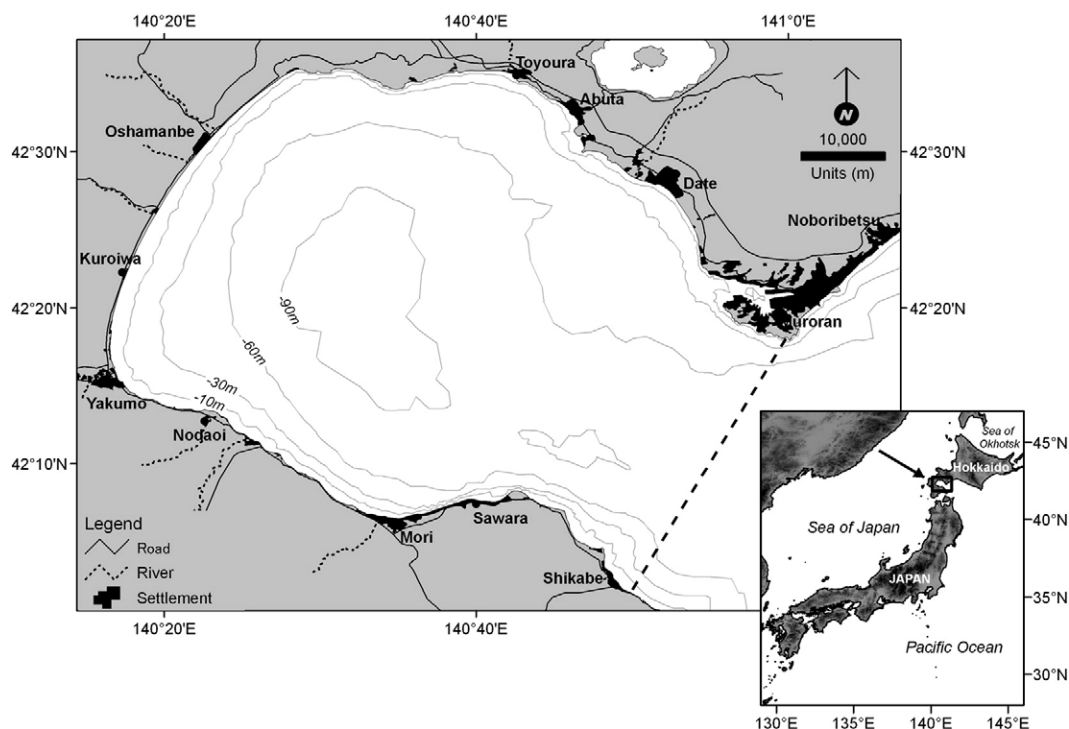 140°20'E
140°40'E
141°0'E
Toyoura
Abuta
N
10,000
Units (m)
Oshamanbe
42°30'N
42°30'N
Date
Noboribetsu
Kuroiwa
42°20'N
42°20'N
uroran
-90m
-60m
-30m
-10m
Yakumo
Nodaoi
42°10'N
Sawara
Mori
Shikabe
Legend
Road
River
Settlement
140°20'E
140°40'E
Sea of
Okhotsk
45°N
Hokkaido
40°N
Sea of Japan
JAPAN
35°N
Pacific Ocean
30°N
130°E
135°E
140°E
145°E